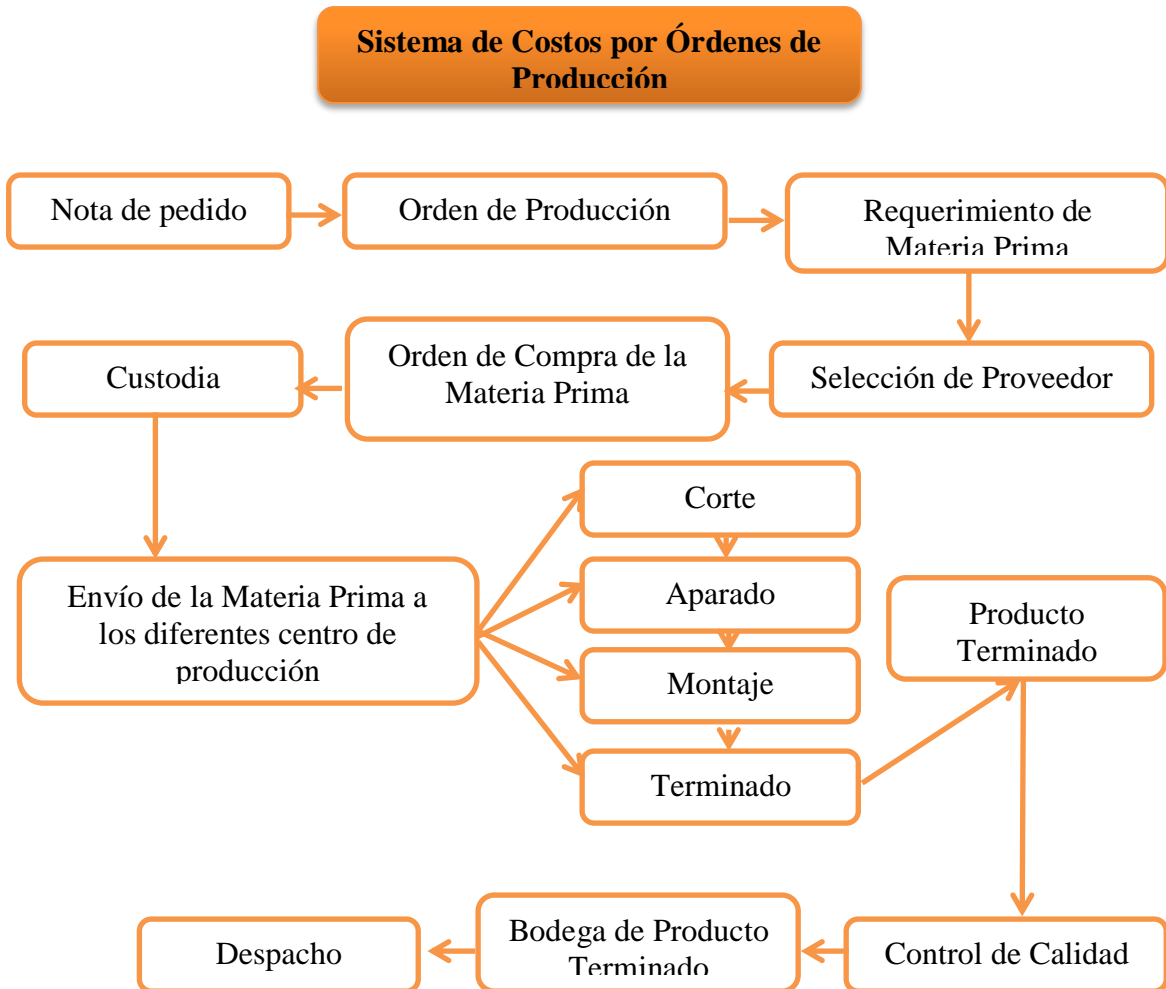 Sistema de Costos por Órdenes de
Producción
Nota de pedido
Orden de Producción
Requerimiento de
Materia Prima
Selección de Proveedor
Orden de Compra de la
Materia Prima
Custodia
Envío de la Materia Prima a
los diferentes centro de
producción
Corte
Aparado
Montaje
Terminado
Producto
Terminado
Control de Calidad
Bodega de Producto
Terminado
Despacho